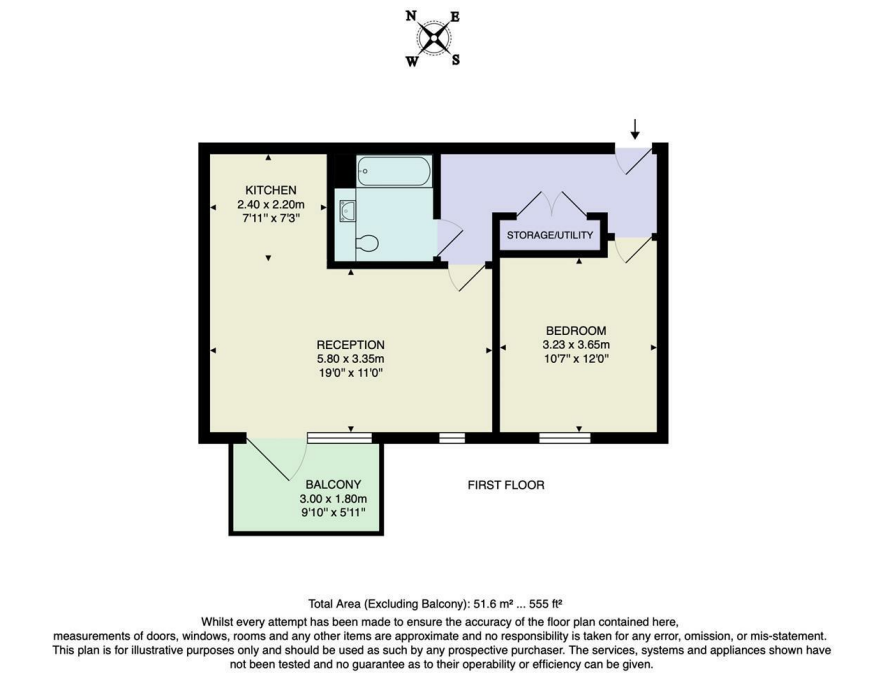 N E
W S
KITCHEN
2.40 x 2.20m
7'11" x 7'3"
STORAGE/UTILITY
RECEPTION
5.80 x 3.35m
19'0" x 11'0"
BEDROOM
3.23 x 3.65m
10'7" x 12'0"
BALCONY
3.00 x 1.80m
9'10" x 5'11"
FIRST FLOOR
Total Area (Excluding Balcony): 51.6 m² ... 555 ft²
Whilst every attempt has been made to ensure the accuracy of the floor plan contained here,
measurements of doors, windows, rooms and any other items are approximate and no responsibility is taken for any error, omission, or mis-statement.
This plan is for illustrative purposes only and should be used as such by any prospective purchaser. The services, systems and appliances shown have
not been tested and no guarantee as to their operability or efficiency can be given.